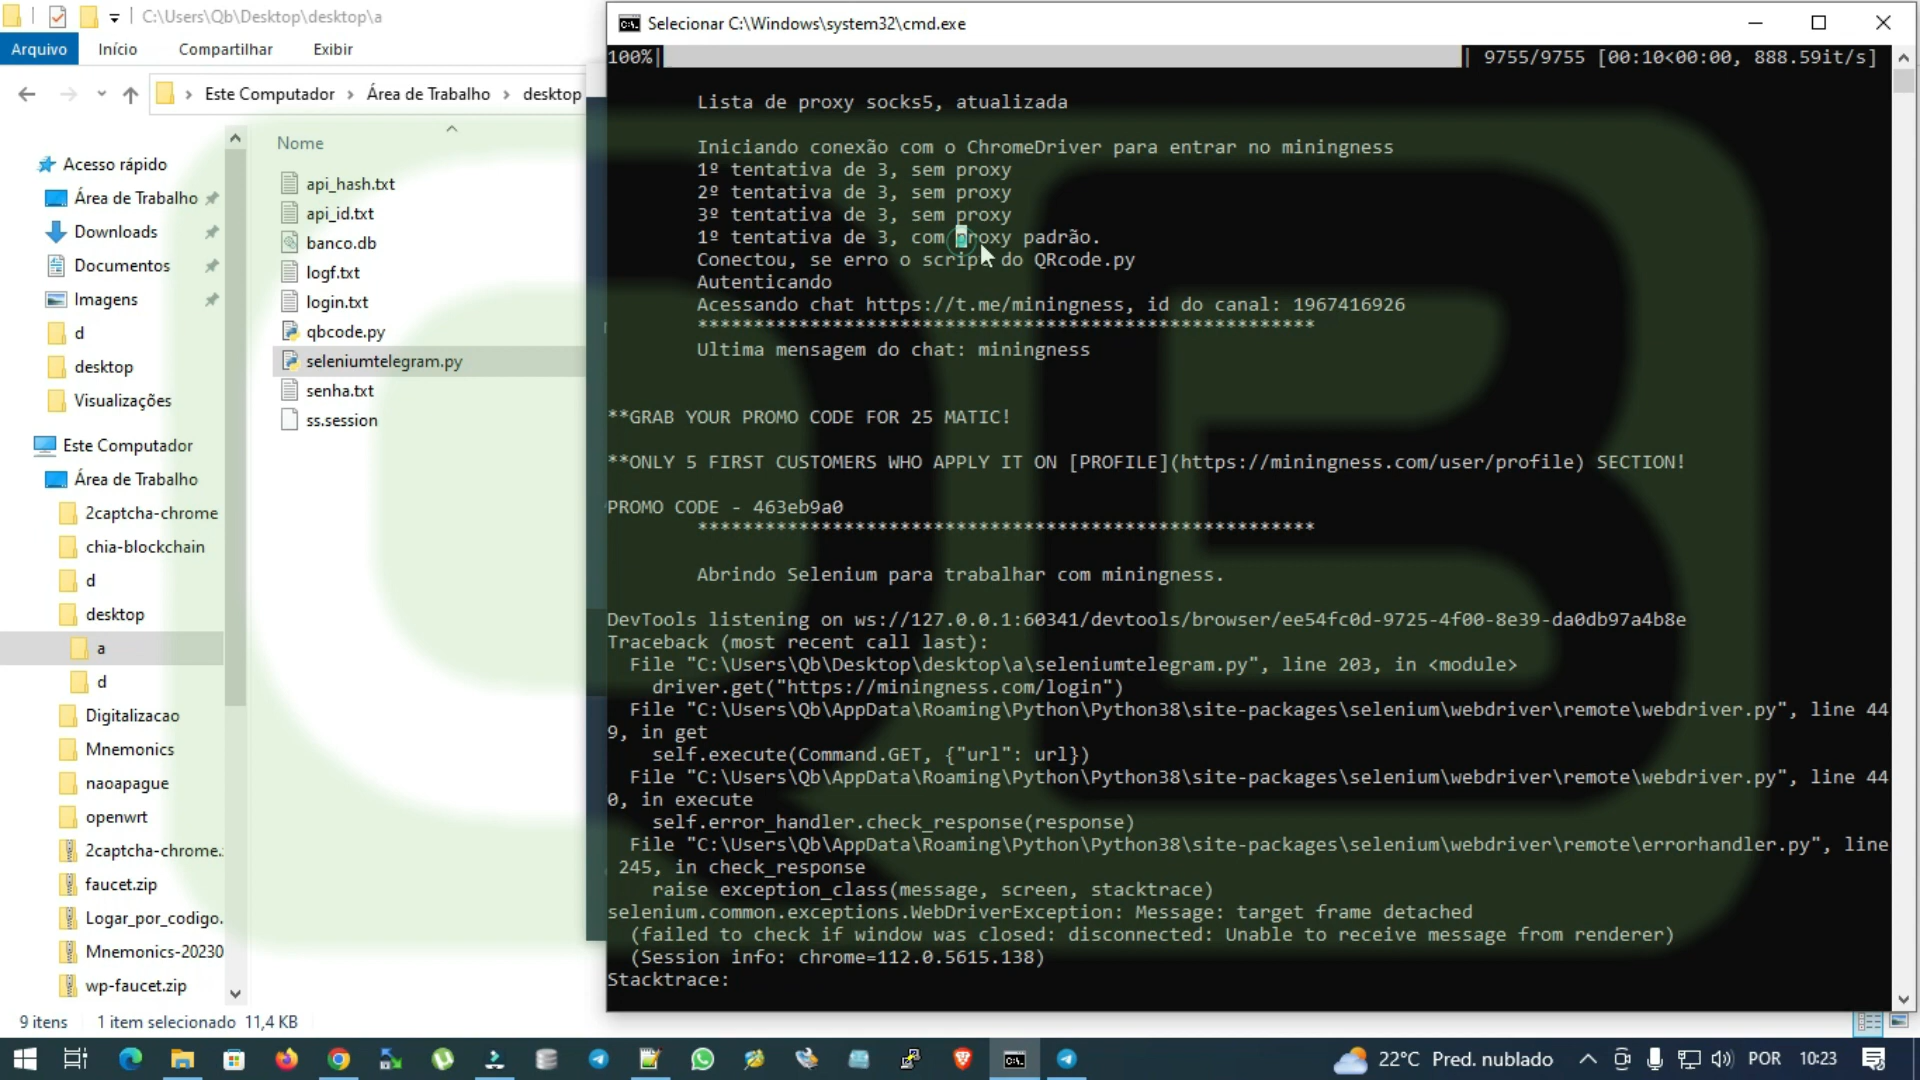 C:\Users\Qb\Desktop\desktop\a
Arquivo
Início
Compartilhar
Exibir
Este Computador
Área de Trabalho
desktop
Nome
Acesso rápido
Área de Trabalho
Downloads
Documentos
Imagens
d
desktop
Visualizações
Este Computador
Área de Trabalho
2captcha-chrome
chia-blockchain
d
desktop
a
d
Digitalizacao
Mnemonics
naoapague
openwrt
2captcha-chrome.
faucet.zip
Logar_por_codigo.
Mnemonics-20230
wp-faucet.zip
api_hash.txt
api_id.txt
banco.db
logf.txt
login.txt
qbcode.py
seleniumtelegram.py
senha.txt
ss.session
9 itens
1 item selecionado 11,4 KB
Selecionar C:\Windows\system32\cmd.exe
100%| | 9755/9755 [00:10<00:00, 888.59it/s]
Lista de proxy socks5, atualizada
Iniciando conexão com o ChromeDriver para entrar no miningness
1º tentativa de 3, sem proxy
2º tentativa de 3, sem proxy
3º tentativa de 3, sem proxy
1º tentativa de 3, com proxy padrão.
Conectou, se erro o script do QRcode.py
Autenticando
Acessando chat https://t.me/miningness, id do canal: 1967416926
*******************************************************
Ultima mensagem do chat: miningness
**GRAB YOUR PROMO CODE FOR 25 MATIC!
**ONLY 5 FIRST CUSTOMERS WHO APPLY IT ON [PROFILE](https://miningness.com/user/profile) SECTION!
PROMO CODE - 463eb9a0
*******************************************************
Abrindo Selenium para trabalhar com miningness.
DevTools listening on ws://127.0.0.1:60341/devtools/browser/ee54fc0d-9725-4f00-8e39-da0db97a4b8e
Traceback (most recent call last):
File "C:\Users\Qb\Desktop\desktop\a\seleniumtelegram.py", line 203, in <module>
driver.get("https://miningness.com/login")
File "C:\Users\Qb\AppData\Roaming\Python\Python38\site-packages\selenium\webdriver\remote\webdriver.py", line 44
9, in get
self.execute(Command.GET, {"url": url})
File "C:\Users\Qb\AppData\Roaming\Python\Python38\site-packages\selenium\webdriver\remote\webdriver.py", line 44
0, in execute
self.error_handler.check_response(response)
File "C:\Users\Qb\AppData\Roaming\Python\Python38\site-packages\selenium\webdriver\remote\errorhandler.py", line
245, in check_response
raise exception_class(message, screen, stacktrace)
selenium.common.exceptions.WebDriverException: Message: target frame detached
(failed to check if window was closed: disconnected: Unable to receive message from renderer)
(Session info: chrome=112.0.5615.138)
Stacktrace:
22°C Pred. nublado
POR
10:23